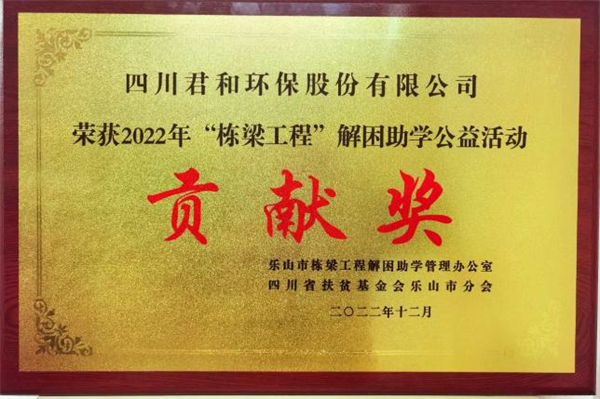 四川君和环保股份有限公司
荣获2022年“栋梁工程”解困助学公益活动
贡献奖
乐山市栋梁工程解困助学管理办公室
四川省扶贫基金会乐山市分会
二〇二二年十二月